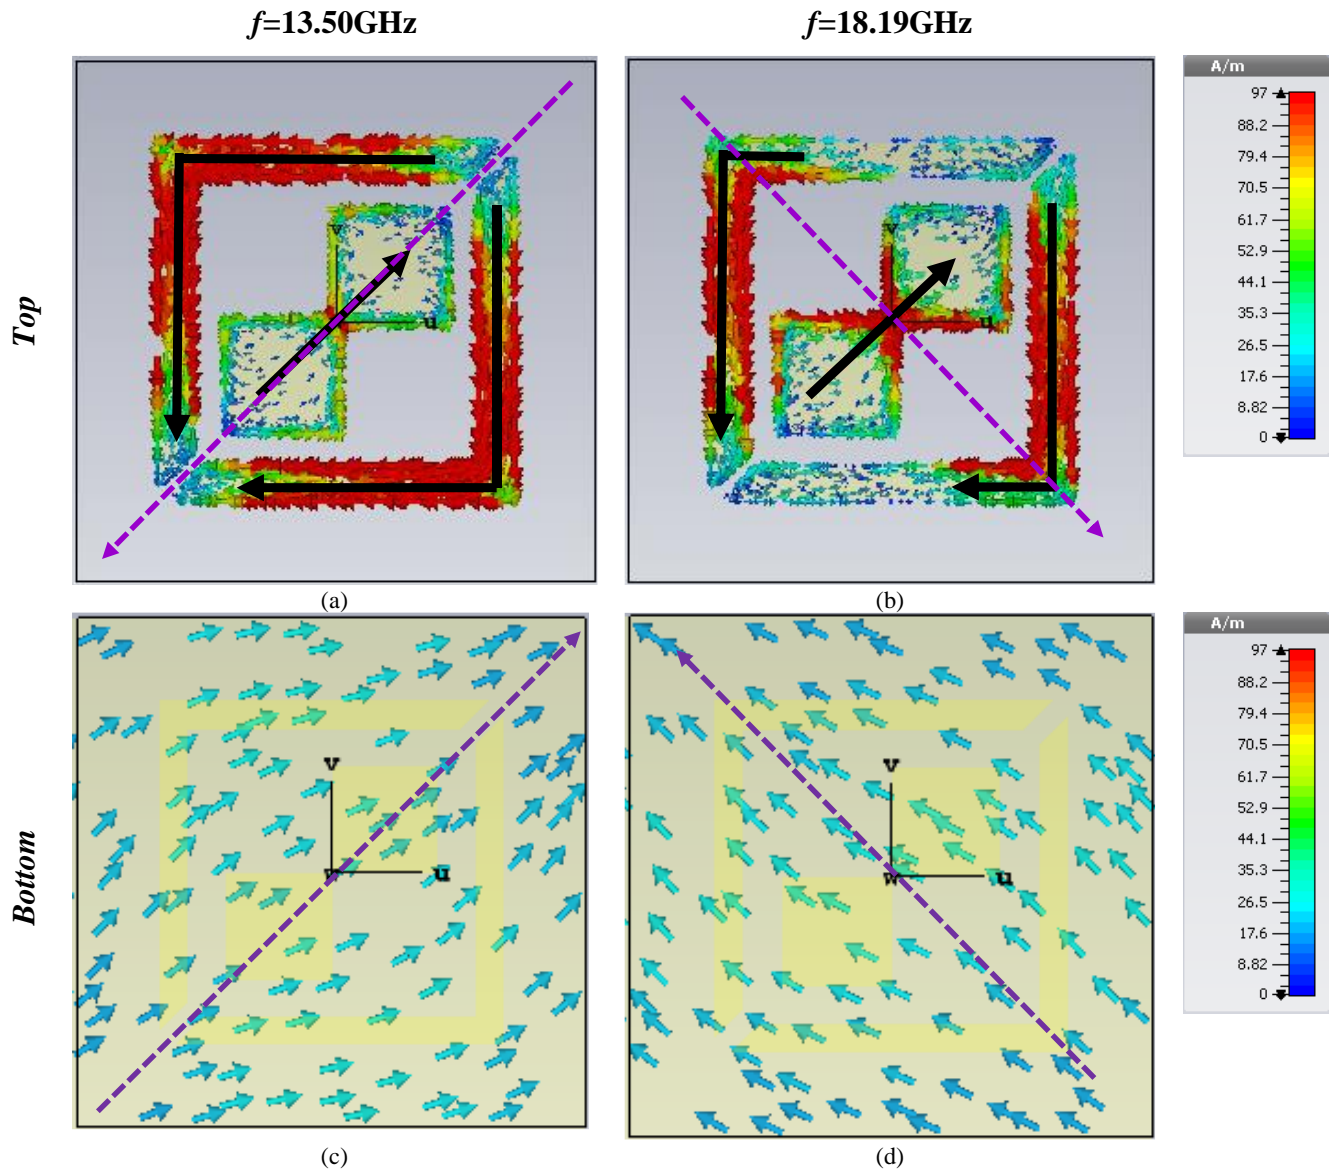 f=13.50GHz
f=18.19GHz
Top
v
u
v
u
A/m
97
88.2
79.4
70.5
61.7
52.9
44.1
35.3
26.5
17.6
8.82
0
(a)
(b)
Bottom
v
u
v
w
u
A/m
97
88.2
79.4
70.5
61.7
52.9
44.1
35.3
26.5
17.6
8.82
0
(c)
(d)